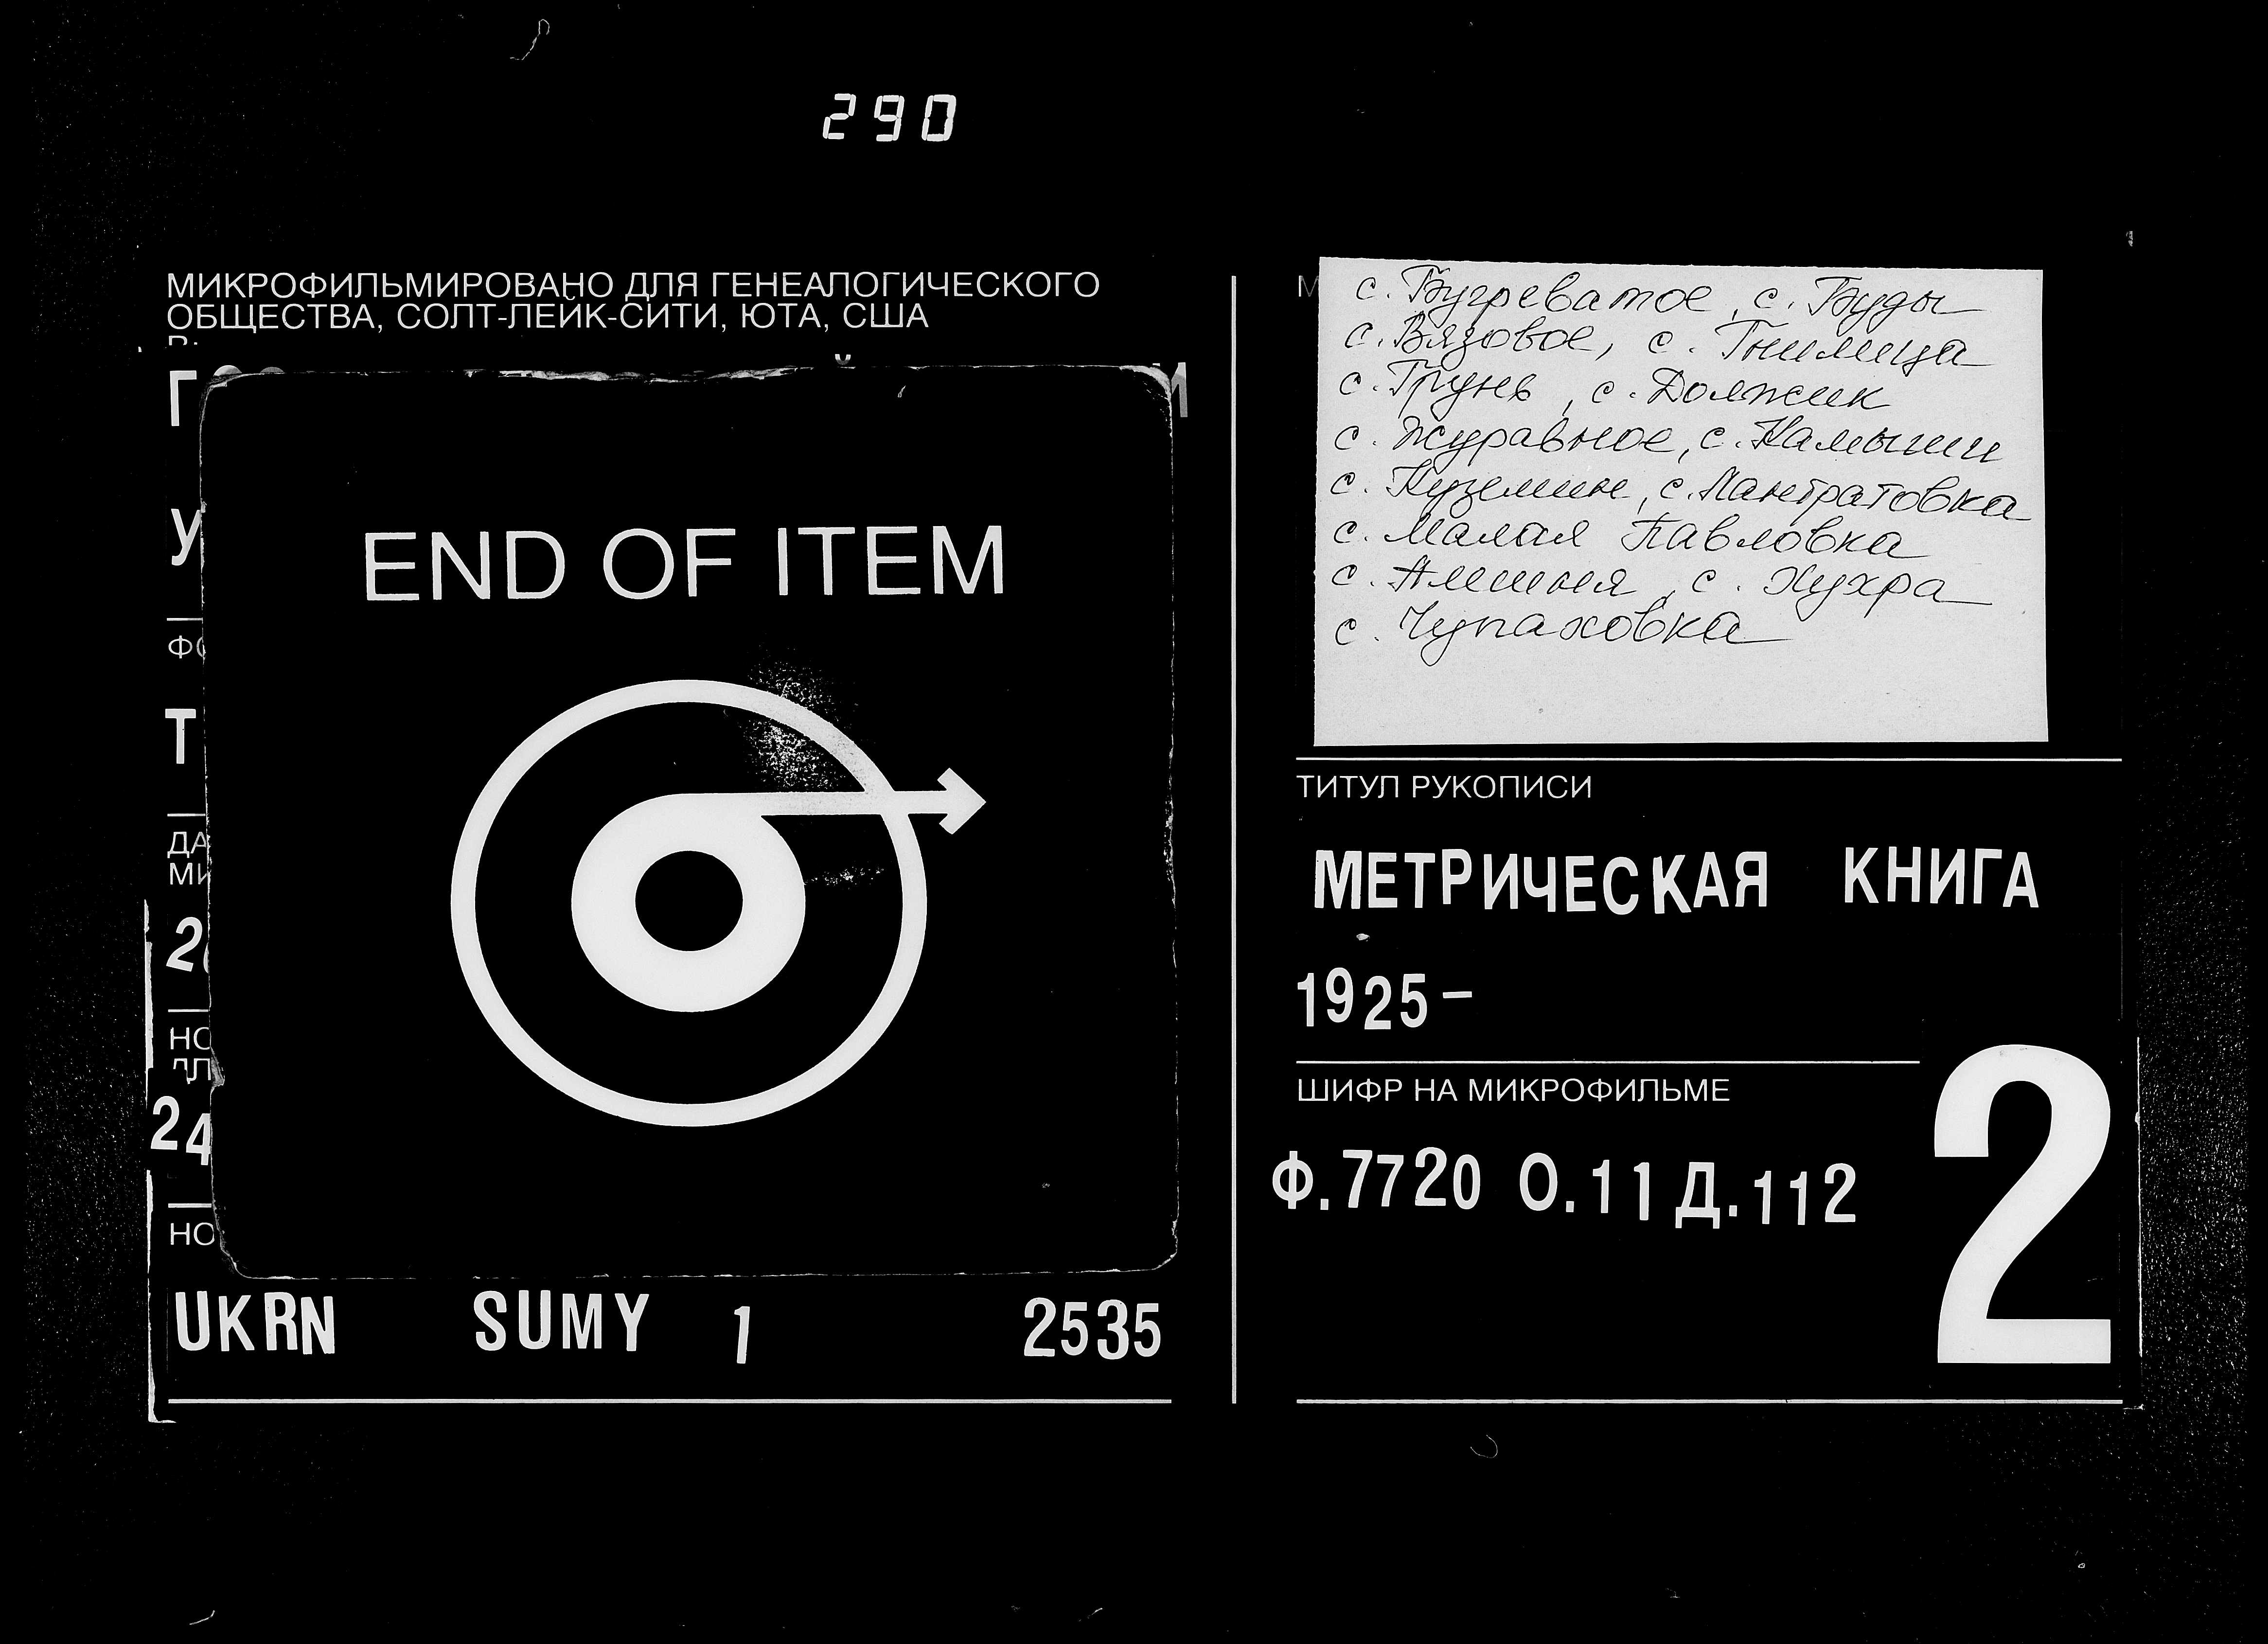 290
МИКРОФИЛЬМИРОВАНО ДЛЯ ГЕНЕАЛОГИЧЕСКОГО
ОБЩЕСТВА, СОЛТ-ЛЕЙК-СИТИ, ЮТА, США
END OF ITEM
UKRN SUMY 1 2535
с. Бугреватое, с. Буды
с. Вязовое, с. Гнилица
с. Грунь, с. Должик
с. Журавное, с. Камыши
с. Куземин, с. Лантратовка
с. Малая Павловка
с. Хухра
с. Чупаховка
ТИТУЛ РУКОПИСИ
МЕТРИЧЕСКАЯ КНИГА
1925-
ШИФР НА МИКРОФИЛЬМЕ
Ф.7720 О.11 Д.112
2